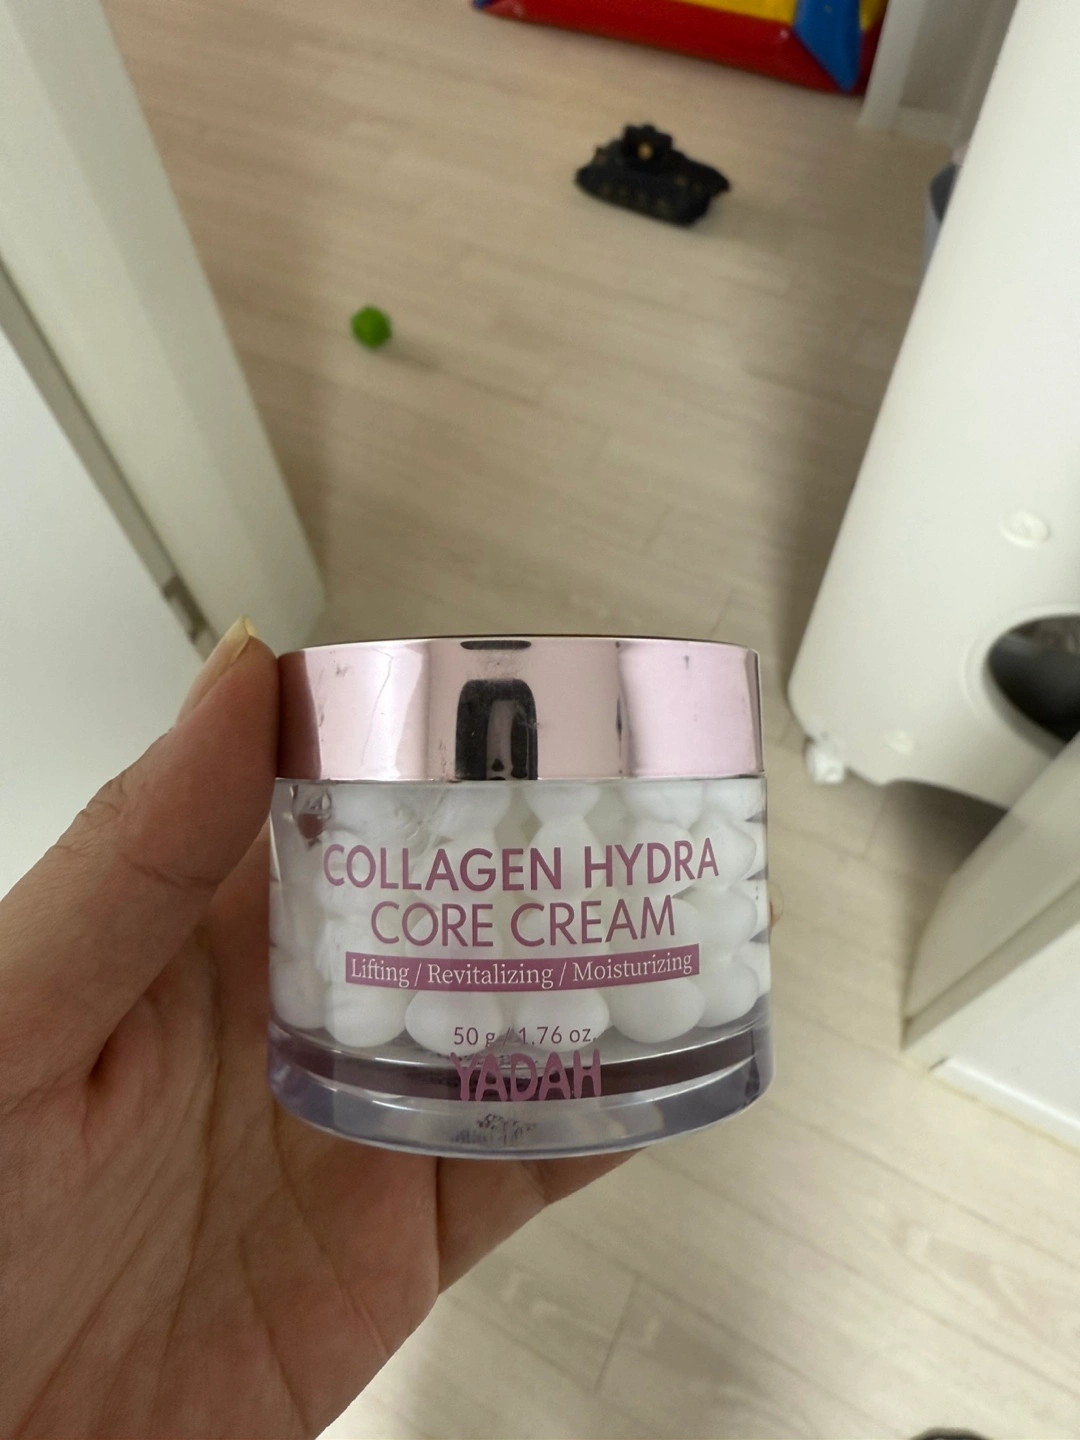 COLLAGEN HYDRA
CORE CREAM
Lifting / Revitalizing / Moisturizing
50 g / 1.76 oz.
YADAH